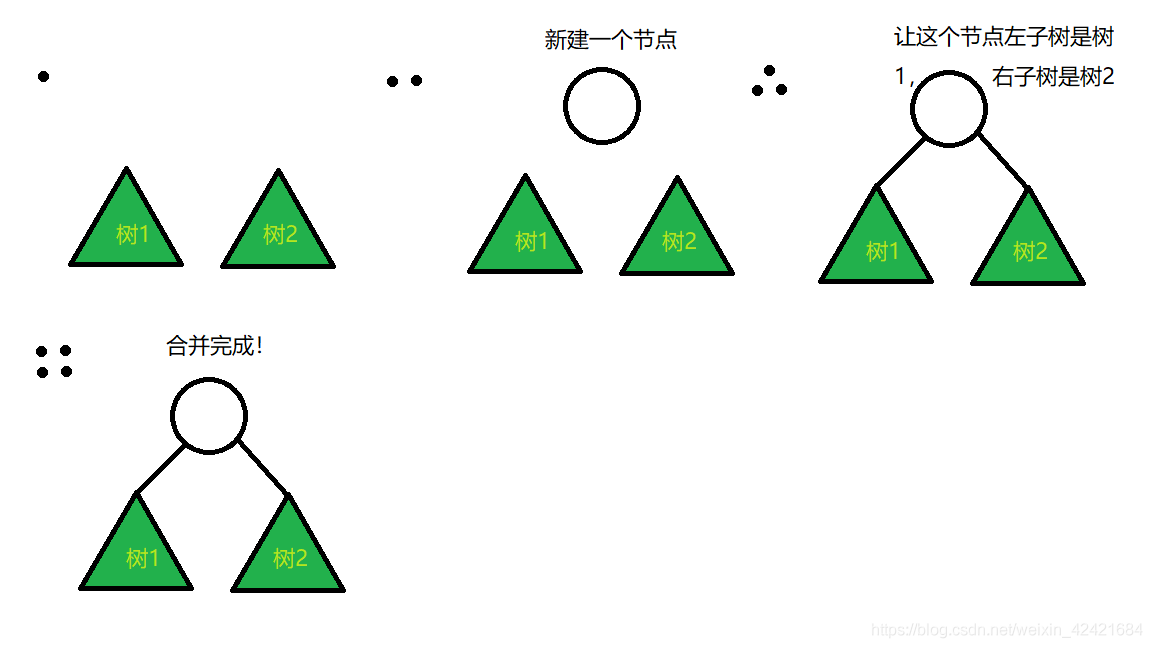 新建一个节点
让这个节点左子树是树
1， 右子树是树2
树1
树2
树1
树2
树1
树2
合并完成！
树1
树2
https://blog.csdn.net/weixin_42421684